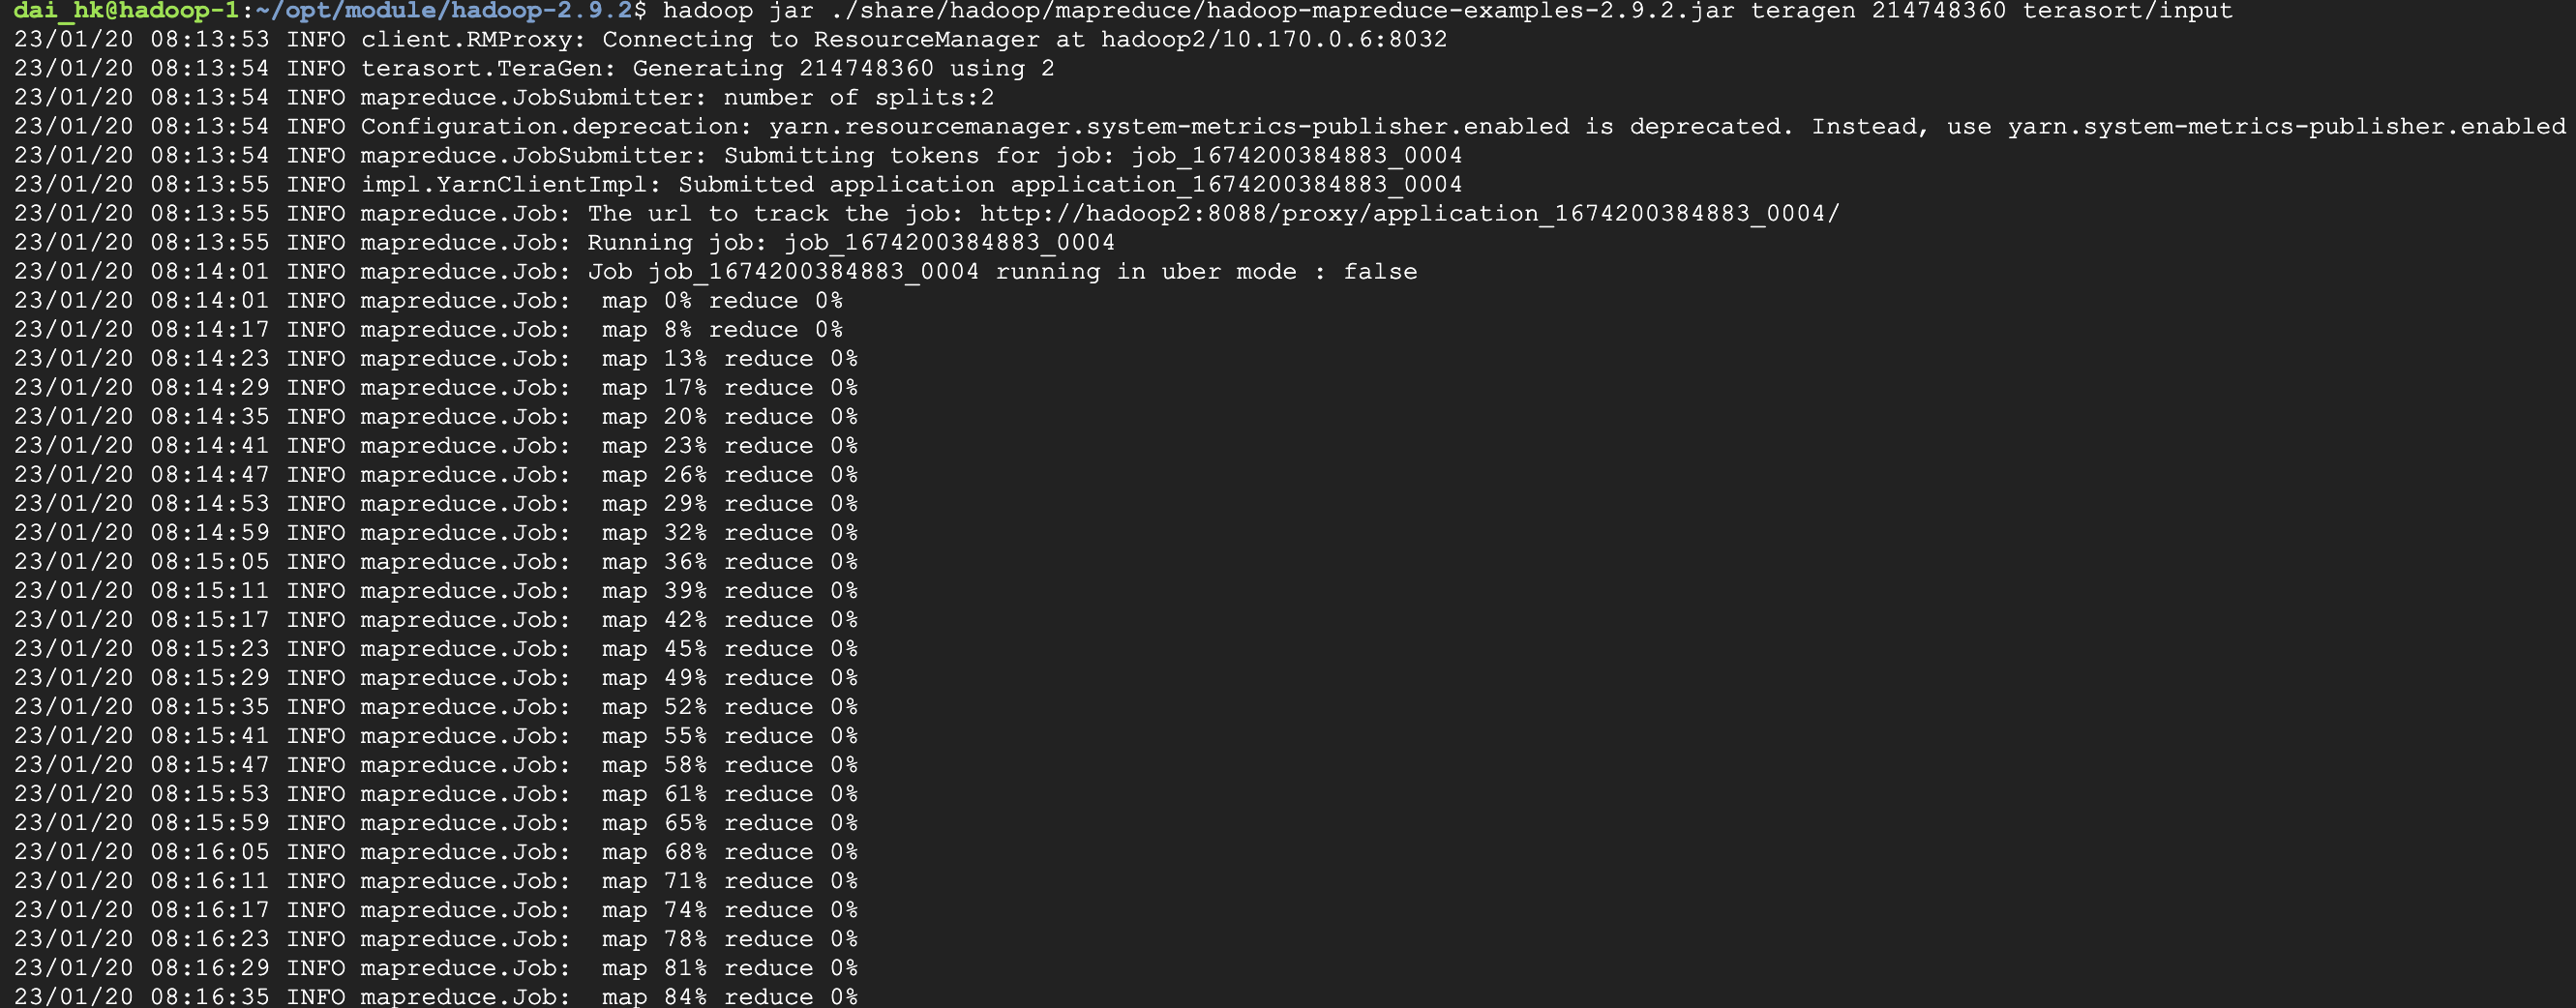 dai_hk@hadoop-1:~/opt/module/hadoop-2.9.2$ hadoop jar ./share/hadoop/mapreduce/hadoop-mapreduce-examples-2.9.2.jar teragen 214748360 terasort/input
23/01/20 08:13:53 INFO client.RMProxy: Connecting to ResourceManager at hadoop2/10.170.0.6:8032
23/01/20 08:13:54 INFO terasort.TeraGen: Generating 214748360 using 2
23/01/20 08:13:54 INFO mapreduce.JobSubmitter: number of splits:2
23/01/20 08:13:54 INFO Configuration.deprecation: yarn.resourcemanager.system-metrics-publisher.enabled is deprecated. Instead, use yarn.system-metrics-publisher.enabled
23/01/20 08:13:54 INFO mapreduce.JobSubmitter: Submitting tokens for job: job_1674200384883_0004
23/01/20 08:13:55 INFO impl.YarnClientImpl: Submitted application application_1674200384883_0004
23/01/20 08:13:55 INFO mapreduce.Job: The url to track the job: http://hadoop2:8088/proxy/application_1674200384883_0004/
23/01/20 08:13:55 INFO mapreduce.Job: Running job: job_1674200384883_0004
23/01/20 08:14:01 INFO mapreduce.Job: Job job_1674200384883_0004 running in uber mode : false
23/01/20 08:14:01 INFO mapreduce.Job:  map 0% reduce 0%
23/01/20 08:14:17 INFO mapreduce.Job:  map 8% reduce 0%
23/01/20 08:14:23 INFO mapreduce.Job:  map 13% reduce 0%
23/01/20 08:14:29 INFO mapreduce.Job:  map 17% reduce 0%
23/01/20 08:14:35 INFO mapreduce.Job:  map 20% reduce 0%
23/01/20 08:14:41 INFO mapreduce.Job:  map 23% reduce 0%
23/01/20 08:14:47 INFO mapreduce.Job:  map 26% reduce 0%
23/01/20 08:14:53 INFO mapreduce.Job:  map 29% reduce 0%
23/01/20 08:14:59 INFO mapreduce.Job:  map 32% reduce 0%
23/01/20 08:15:05 INFO mapreduce.Job:  map 36% reduce 0%
23/01/20 08:15:11 INFO mapreduce.Job:  map 39% reduce 0%
23/01/20 08:15:17 INFO mapreduce.Job:  map 42% reduce 0%
23/01/20 08:15:23 INFO mapreduce.Job:  map 45% reduce 0%
23/01/20 08:15:29 INFO mapreduce.Job:  map 49% reduce 0%
23/01/20 08:15:35 INFO mapreduce.Job:  map 52% reduce 0%
23/01/20 08:15:41 INFO mapreduce.Job:  map 55% reduce 0%
23/01/20 08:15:47 INFO mapreduce.Job:  map 58% reduce 0%
23/01/20 08:15:53 INFO mapreduce.Job:  map 61% reduce 0%
23/01/20 08:15:59 INFO mapreduce.Job:  map 65% reduce 0%
23/01/20 08:16:05 INFO mapreduce.Job:  map 68% reduce 0%
23/01/20 08:16:11 INFO mapreduce.Job:  map 71% reduce 0%
23/01/20 08:16:17 INFO mapreduce.Job:  map 74% reduce 0%
23/01/20 08:16:23 INFO mapreduce.Job:  map 78% reduce 0%
23/01/20 08:16:29 INFO mapreduce.Job:  map 81% reduce 0%
23/01/20 08:16:35 INFO mapreduce.Job:  map 84% reduce 0%